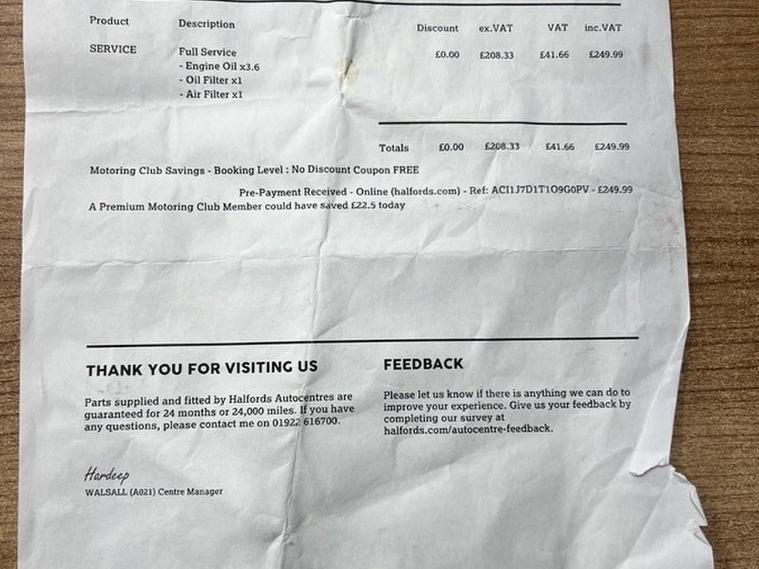 Product Description Discount ex.VAT VAT inc.VAT
SERVICE Full Service £0.00 £208.33 £41.66 £249.99
- Engine Oil x3.6
- Oil Filter x1
- Air Filter x1
Totals £0.00 £208.33 £41.66 £249.99
Motoring Club Savings - Booking Level : No Discount Coupon FREE
Pre-Payment Received - Online (halfords.com) - Ref: ACI1J7D1T1O9G0PV - £249.99
A Premium Motoring Club Member could have saved £22.5 today
THANK YOU FOR VISITING US
Parts supplied and fitted by Halfords Autocentres are
guaranteed for 24 months or 24,000 miles. If you have
any questions, please contact me on 01922 616700.
Hardeep
WALSALL (A021) Centre Manager
FEEDBACK
Please let us know if there is anything we can do to
improve your experience. Give us your feedback by
completing our survey at
halfords.com/autocentre-feedback.